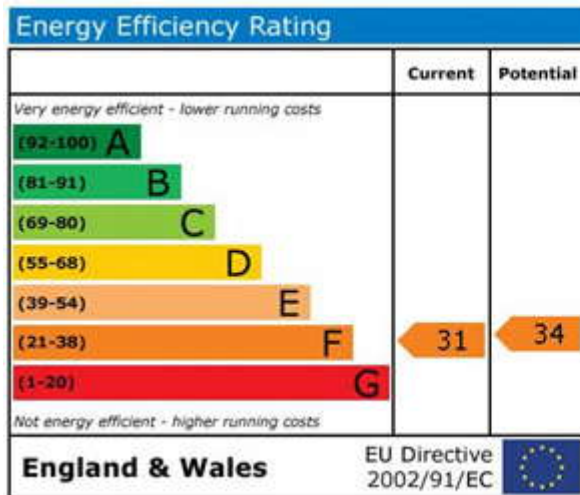 Energy Efficiency Rating
Current Potential
Very energy efficient - lower running costs
(92-100) A
(81-91) B
(69-80) C
(55-68) D
(39-54) E
(21-38) F 31 34
(1-20) G
Not energy efficient - higher running costs
England & Wales
EU Directive
2002/91/EC